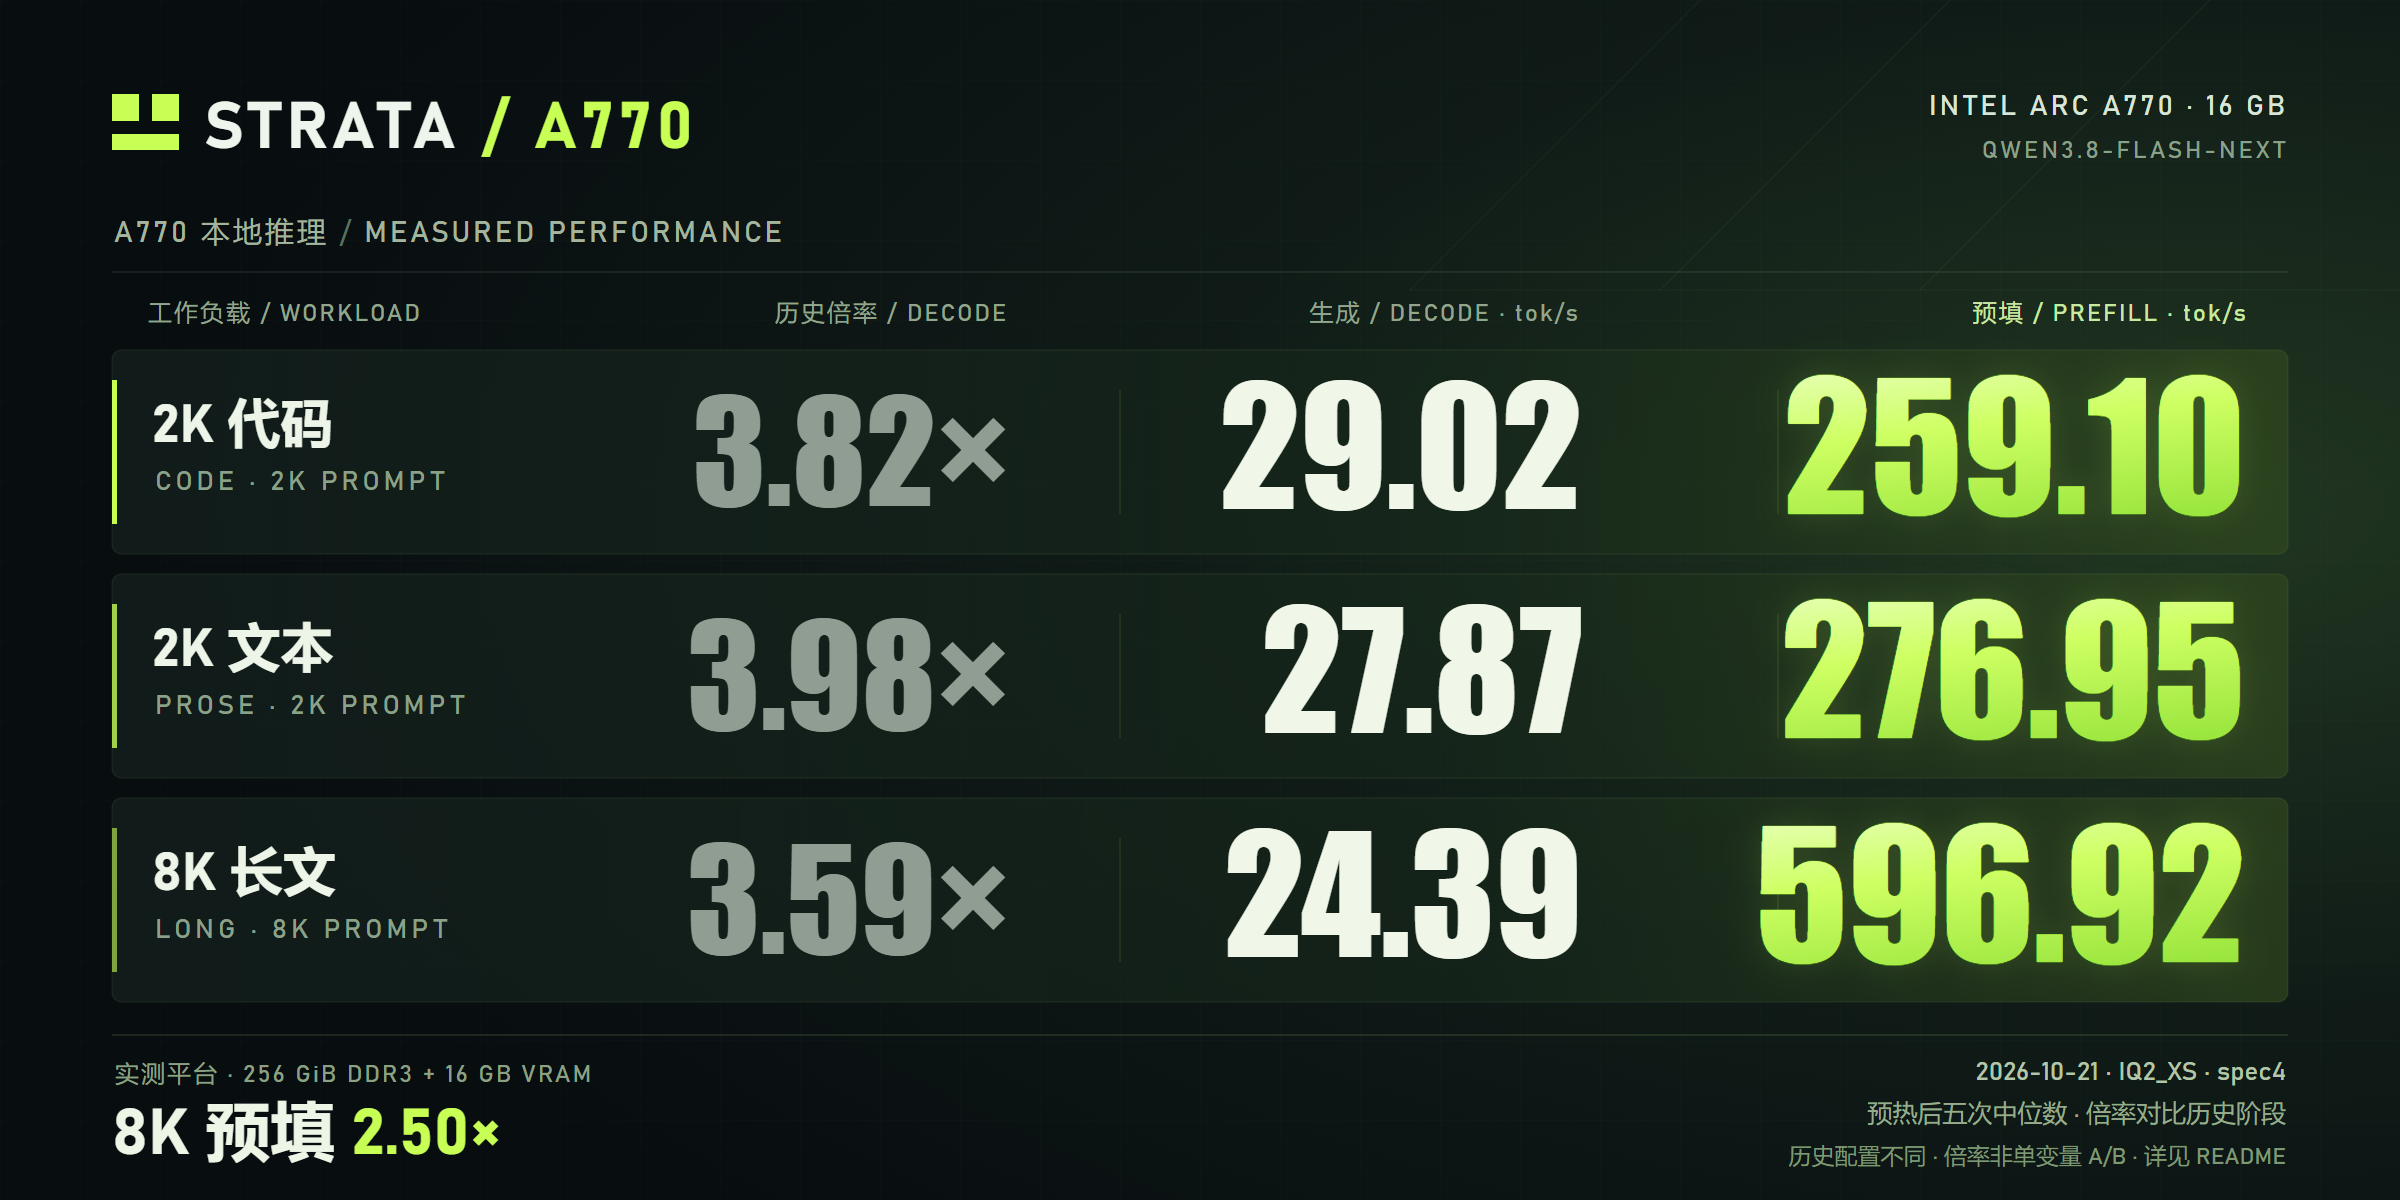 STRATA / A770
INTEL ARC A770 · 16 GB
QWEN3.8-FLASH-NEXT
A770 本地推理 / MEASURED PERFORMANCE
工作负载 / WORKLOAD
历史倍率 / DECODE
生成 / DECODE · tok/s
预填 / PREFILL · tok/s
2K 代码
CODE · 2K PROMPT
3.82×
29.02
259.10
2K 文本
PROSE · 2K PROMPT
3.98×
27.87
276.95
8K 长文
LONG · 8K PROMPT
3.59×
24.39
596.92
实测平台 · 256 GiB DDR3 + 16 GB VRAM
8K 预填 2.50×
2026-10-21 · IQ2_XS · spec4
预热后五次中位数 · 倍率对比历史阶段
历史配置不同 · 倍率非单变量 A/B · 详见 README